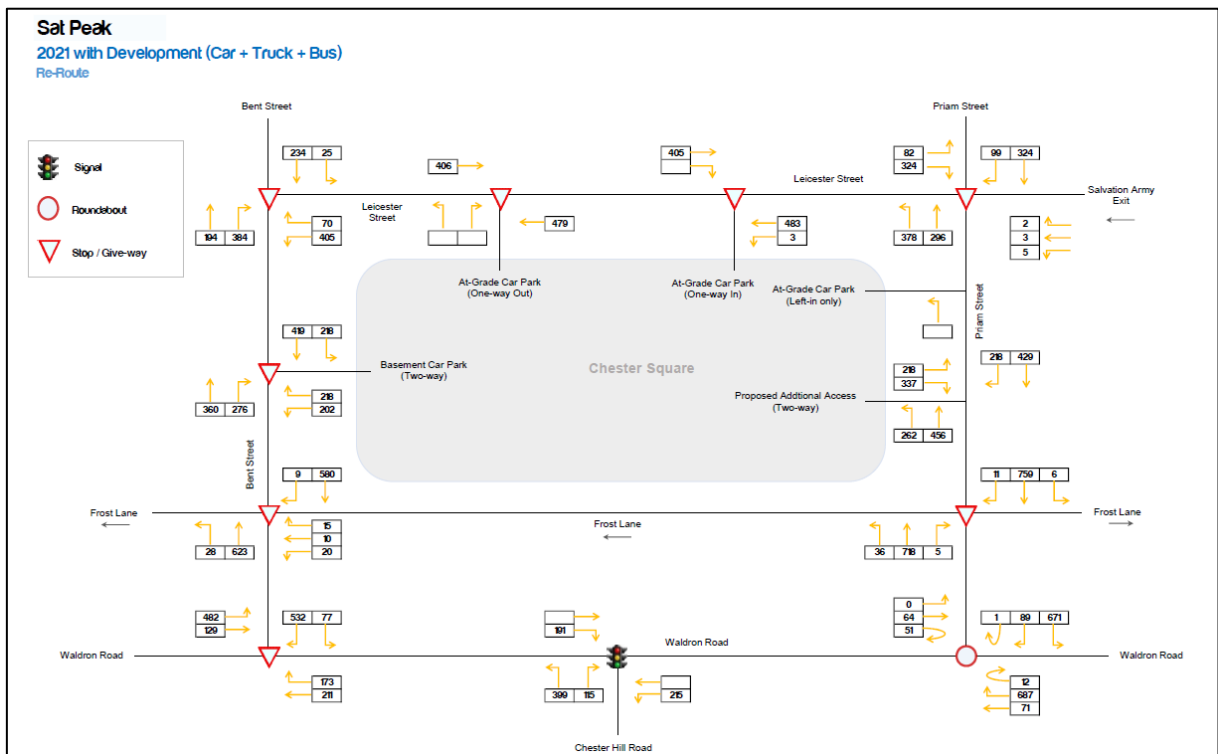 Sat Peak
2021 with Development (Car + Truck + Bus)
Re-Route
Bent Street
Priam Street
Signal
Roundabout
Stop / Give-way
234 25
406
405
82
324
99 324
Leicester Street
Salvation Army
Exit
Leicester
Street
194 384
70
405
479
483
3
378 296
2
3
5
At-Grade Car Park
(One-way Out)
At-Grade Car Park
(One-way In)
At-Grade Car Park
(Left-in only)
Priam Street
419 218
Basement Car Park
(Two-way)
Chester Square
218
337
218 429
360 276
218
202
Proposed Addtional Access
(Two-way)
262 456
Bent Street
9 580
11 759 6
Frost Lane
Frost Lane
Frost Lane
28 623
15
10
20
36 718 5
482
129
532 77
191
0
64
51
1 89 671
Waldron Road
Waldron Road
Waldron Road
173
211
399 115
215
12
687
71
Chester Hill Road